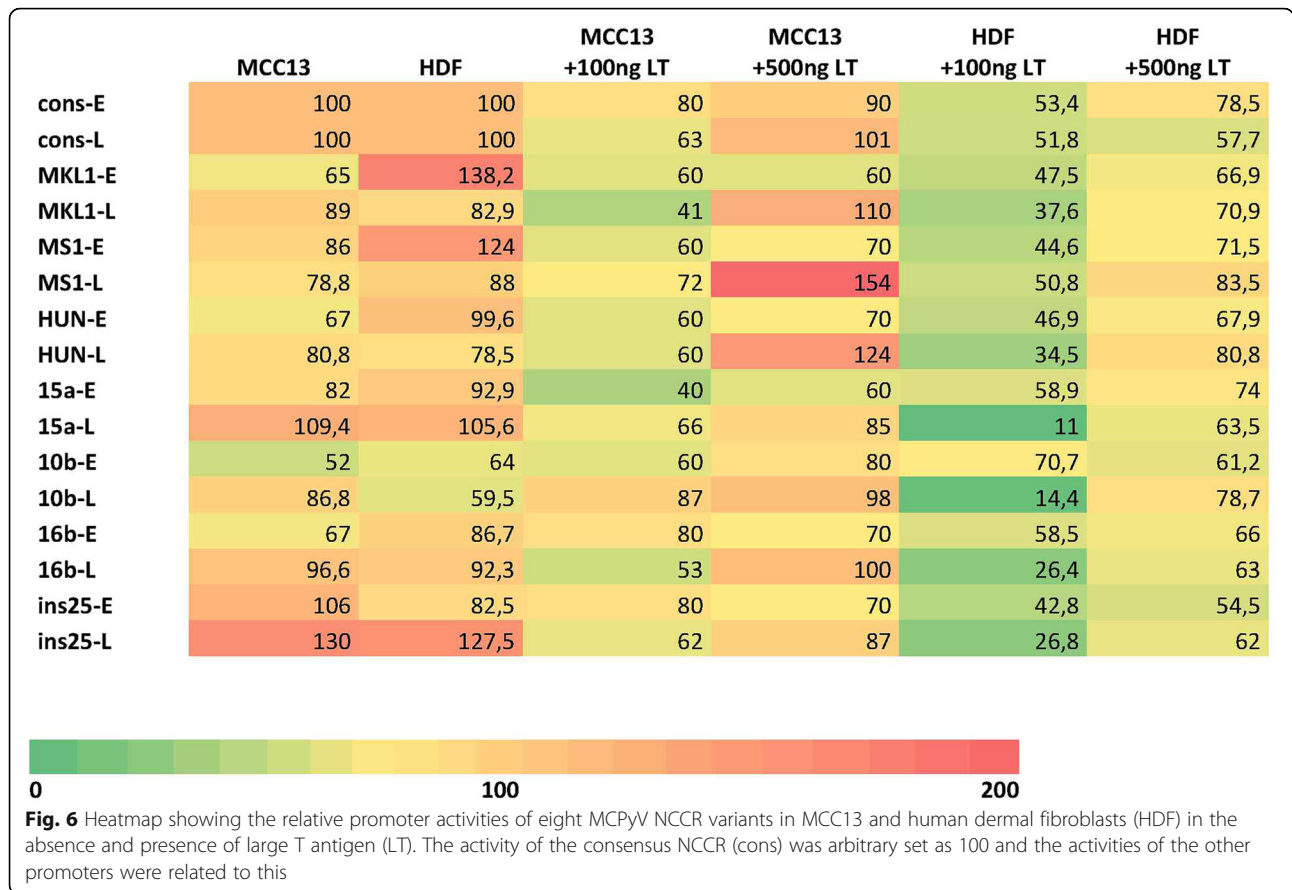 MCC13 HDF MCC13 +100ng LT MCC13 +500ng LT HDF +100ng LT HDF +500ng LT
cons-E 100 100 80 90 53,4 78,5
cons-L 100 100 63 101 51,8 57,7
MKL1-E 65 138,2 60 60 47,5 66,9
MKL1-L 89 82,9 41 110 37,6 70,9
MS1-E 86 124 60 70 44,6 71,5
MS1-L 78,8 88 72 154 50,8 83,5
HUN-E 67 99,6 60 70 46,9 67,9
HUN-L 80,8 78,5 60 124 34,5 80,8
15a-E 82 92,9 40 60 58,9 74
15a-L 109,4 105,6 66 85 11 63,5
10b-E 52 64 60 80 70,7 61,2
10b-L 86,8 59,5 87 98 14,4 78,7
16b-E 67 86,7 80 70 58,5 66
16b-L 96,6 92,3 53 100 26,4 63
ins25-E 106 82,5 80 70 42,8 54,5
ins25-L 130 127,5 62 87 26,8 62
0 100 200
Fig. 6 Heatmap showing the relative promoter activities of eight MCPyV NCCR variants in MCC13 and human dermal fibroblasts (HDF) in the
absence and presence of large T antigen (LT). The activity of the consensus NCCR (cons) was arbitrary set as 100 and the activities of the other
promoters were related to this